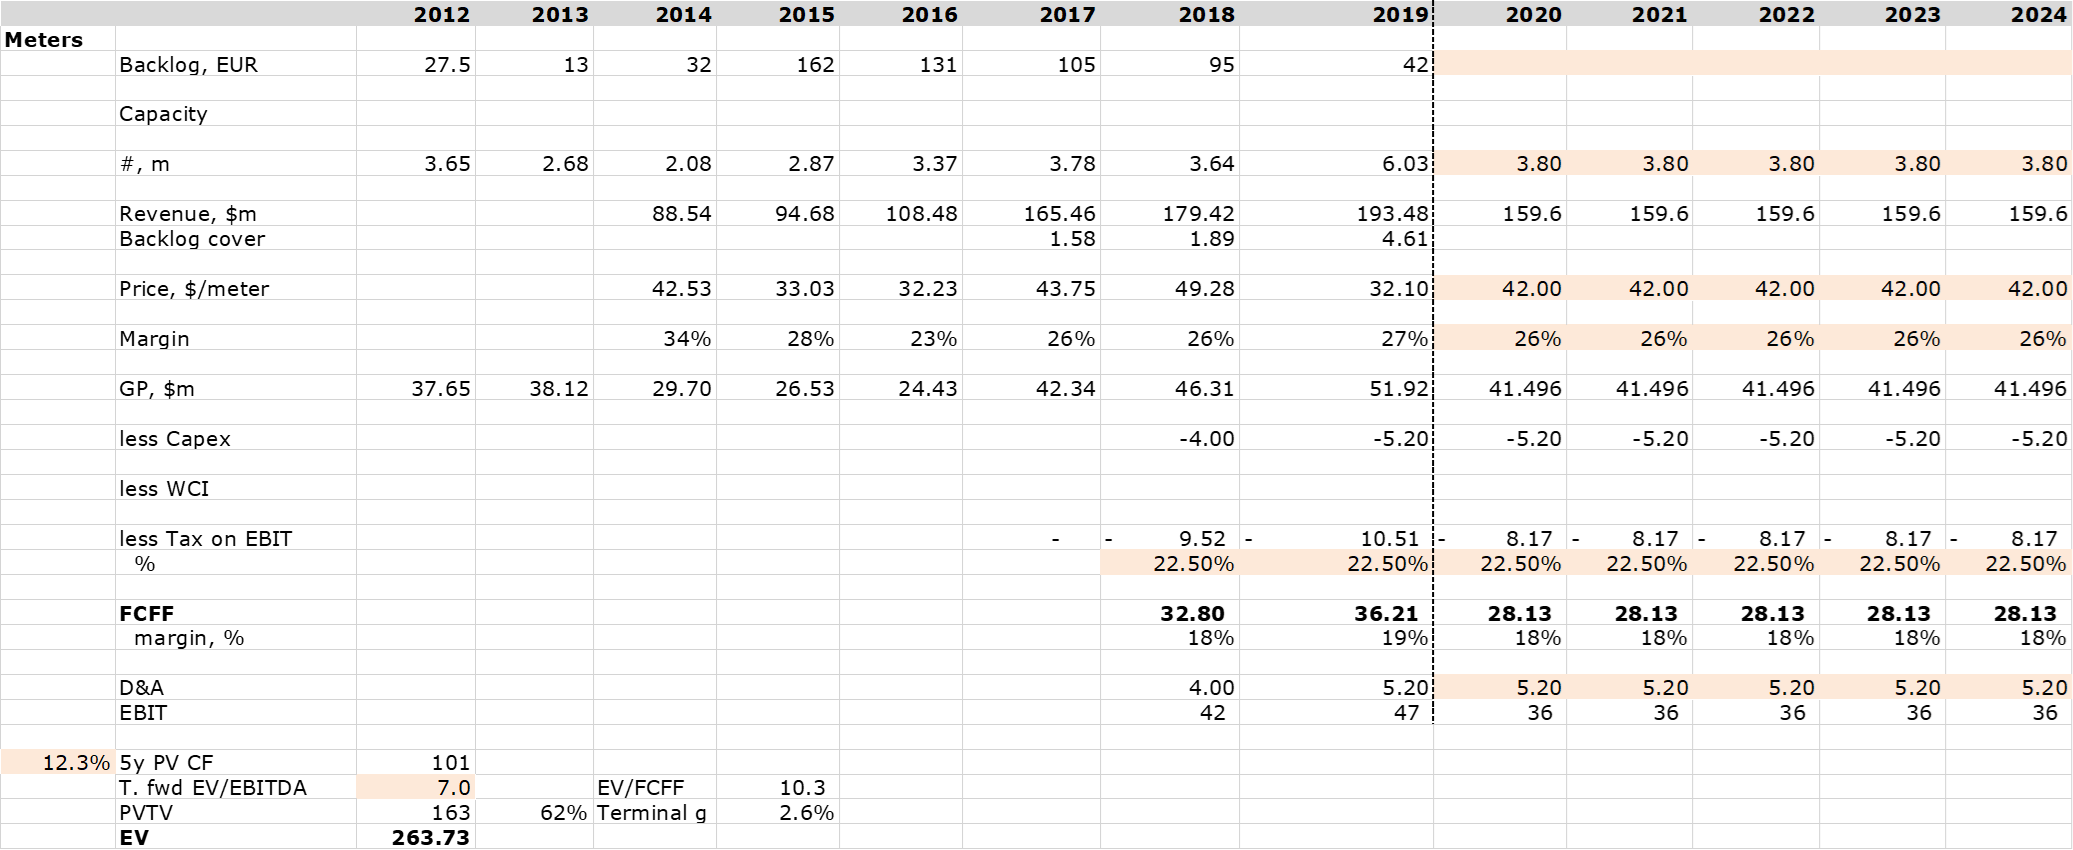 2012 2013 2014 2015 2016 2017 2018 2019 2020 2021 2022 2023 2024
Meters
Backlog, EUR 27.5 13 32 162 131 105 95 42
Capacity
#, m 3.65 2.68 2.08 2.87 3.37 3.78 3.64 6.03 3.80 3.80 3.80 3.80 3.80
Revenue, $m 88.54 94.68 108.48 165.46 179.42 193.48 159.6 159.6 159.6 159.6 159.6
Backlog cover 1.58 1.89 4.61
Price, $/meter 42.53 33.03 32.23 43.75 49.28 32.10 42.00 42.00 42.00 42.00 42.00
Margin 34% 28% 23% 26% 26% 27% 26% 26% 26% 26% 26%
GP, $m 37.65 38.12 29.70 26.53 24.43 42.34 46.31 51.92 41.496 41.496 41.496 41.496 41.496
less Capex -4.00 -5.20 -5.20 -5.20 -5.20 -5.20 -5.20
less WCI
less Tax on EBIT - - 9.52 - 10.51 - 8.17 - 8.17 - 8.17 - 8.17 - 8.17
% 22.50% 22.50% 22.50% 22.50% 22.50% 22.50% 22.50%
FCFF 32.80 36.21 28.13 28.13 28.13 28.13 28.13
margin, % 18% 19% 18% 18% 18% 18% 18%
D&A 4.00 5.20 5.20 5.20 5.20 5.20 5.20
EBIT 42 47 36 36 36 36 36
12.3% 5y PV CF 101
T. fwd EV/EBITDA 7.0 EV/FCFF 10.3
PVTV 163 62% Terminal g 2.6%
EV 263.73